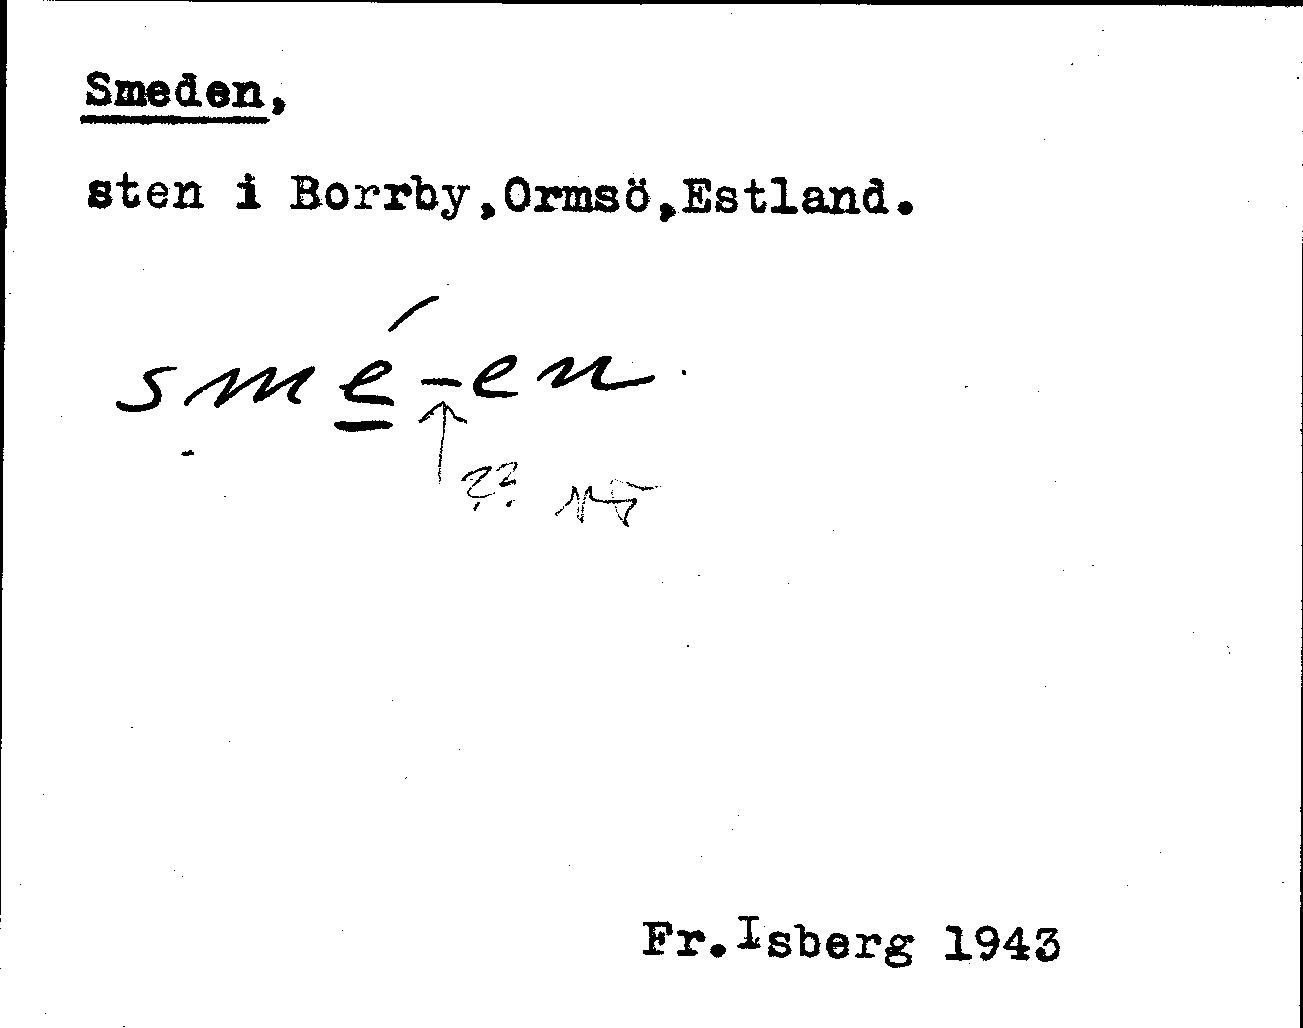 Smeden,
sten i Borrby,Ormsö,Estland.
smé-en.
??
Fr.Isberg 1943